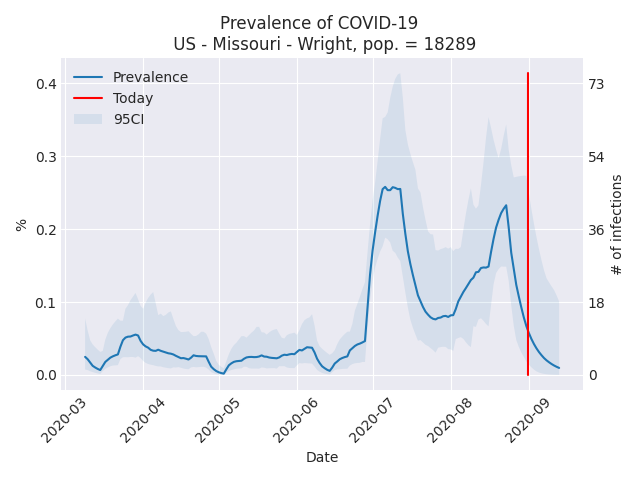 Prevalence of COVID-19
US - Missouri - Wright, pop. = 18289
Prevalence
Today
95CI
0.4
0.3
0.2
0.1
0.0
%
73
54
36
18
0
# of infections
2020-03
2020-04
2020-05
2020-06
2020-07
2020-08
2020-09
Date